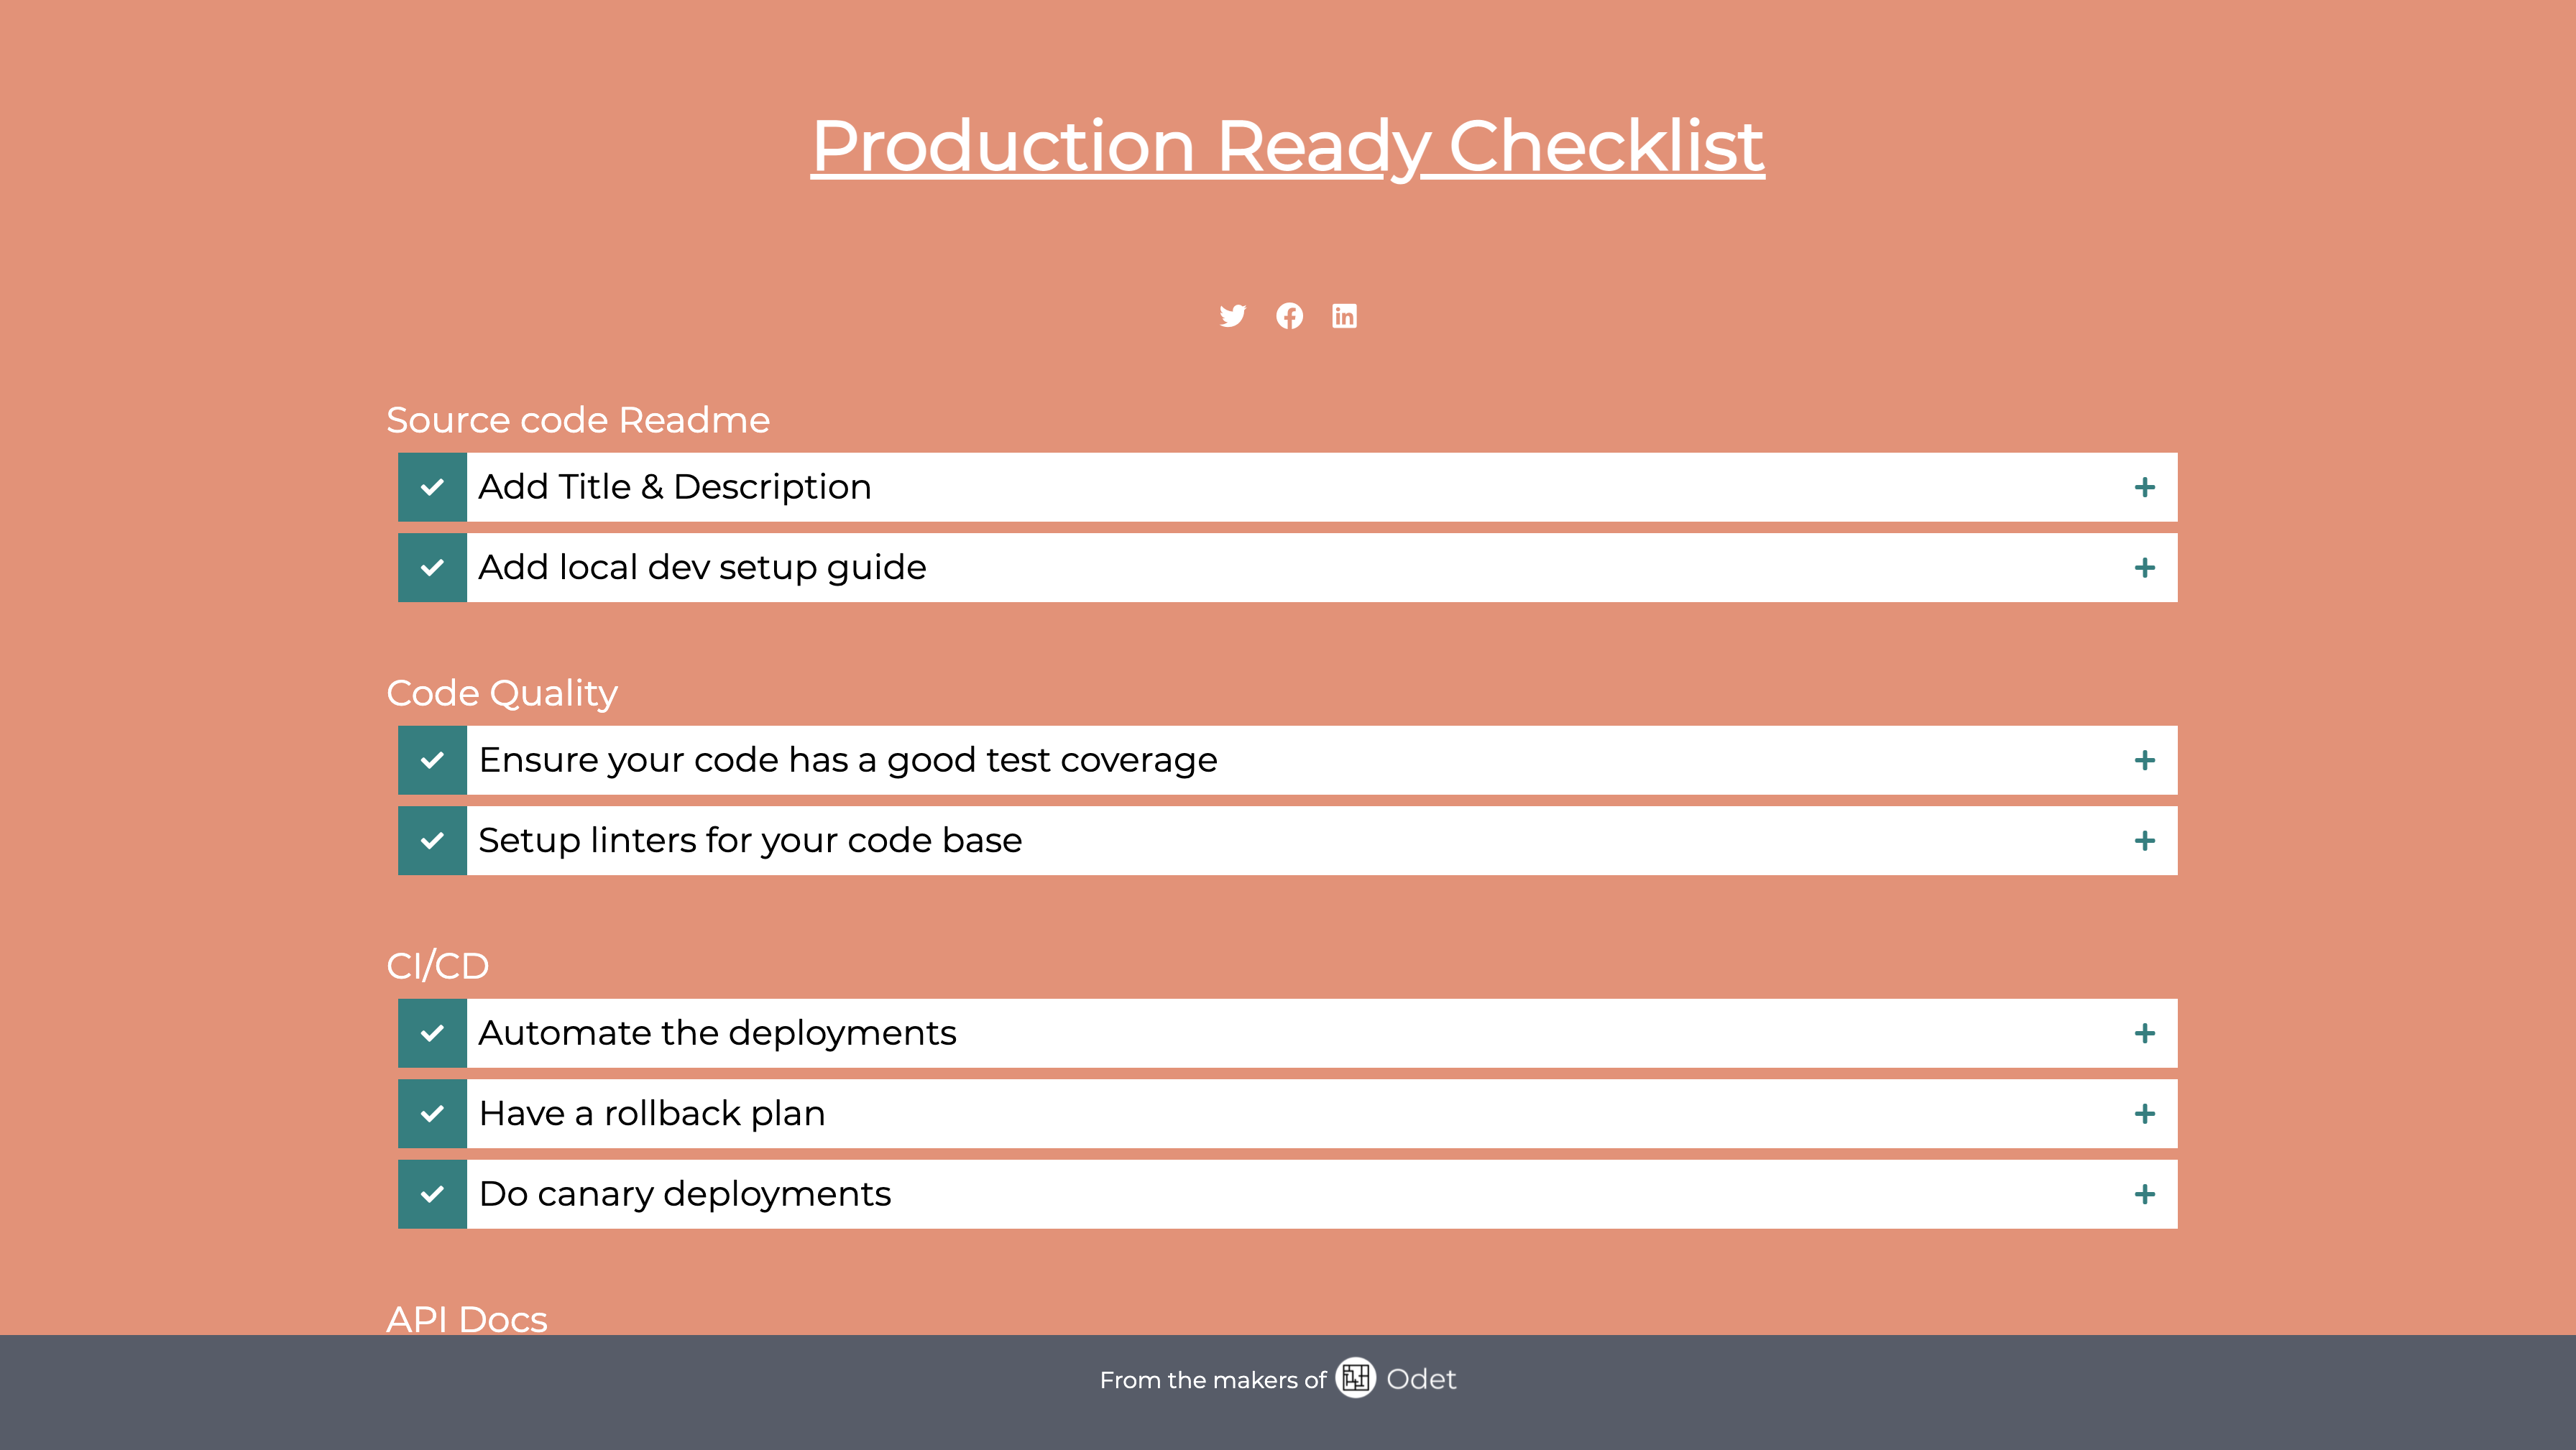 Production Ready Checklist
Source code Readme
Add Title & Description
Add local dev setup guide
Code Quality
Ensure your code has a good test coverage
Setup linters for your code base
CI/CD
Automate the deployments
Have a rollback plan
Do canary deployments
API Docs
From the makers of Odet